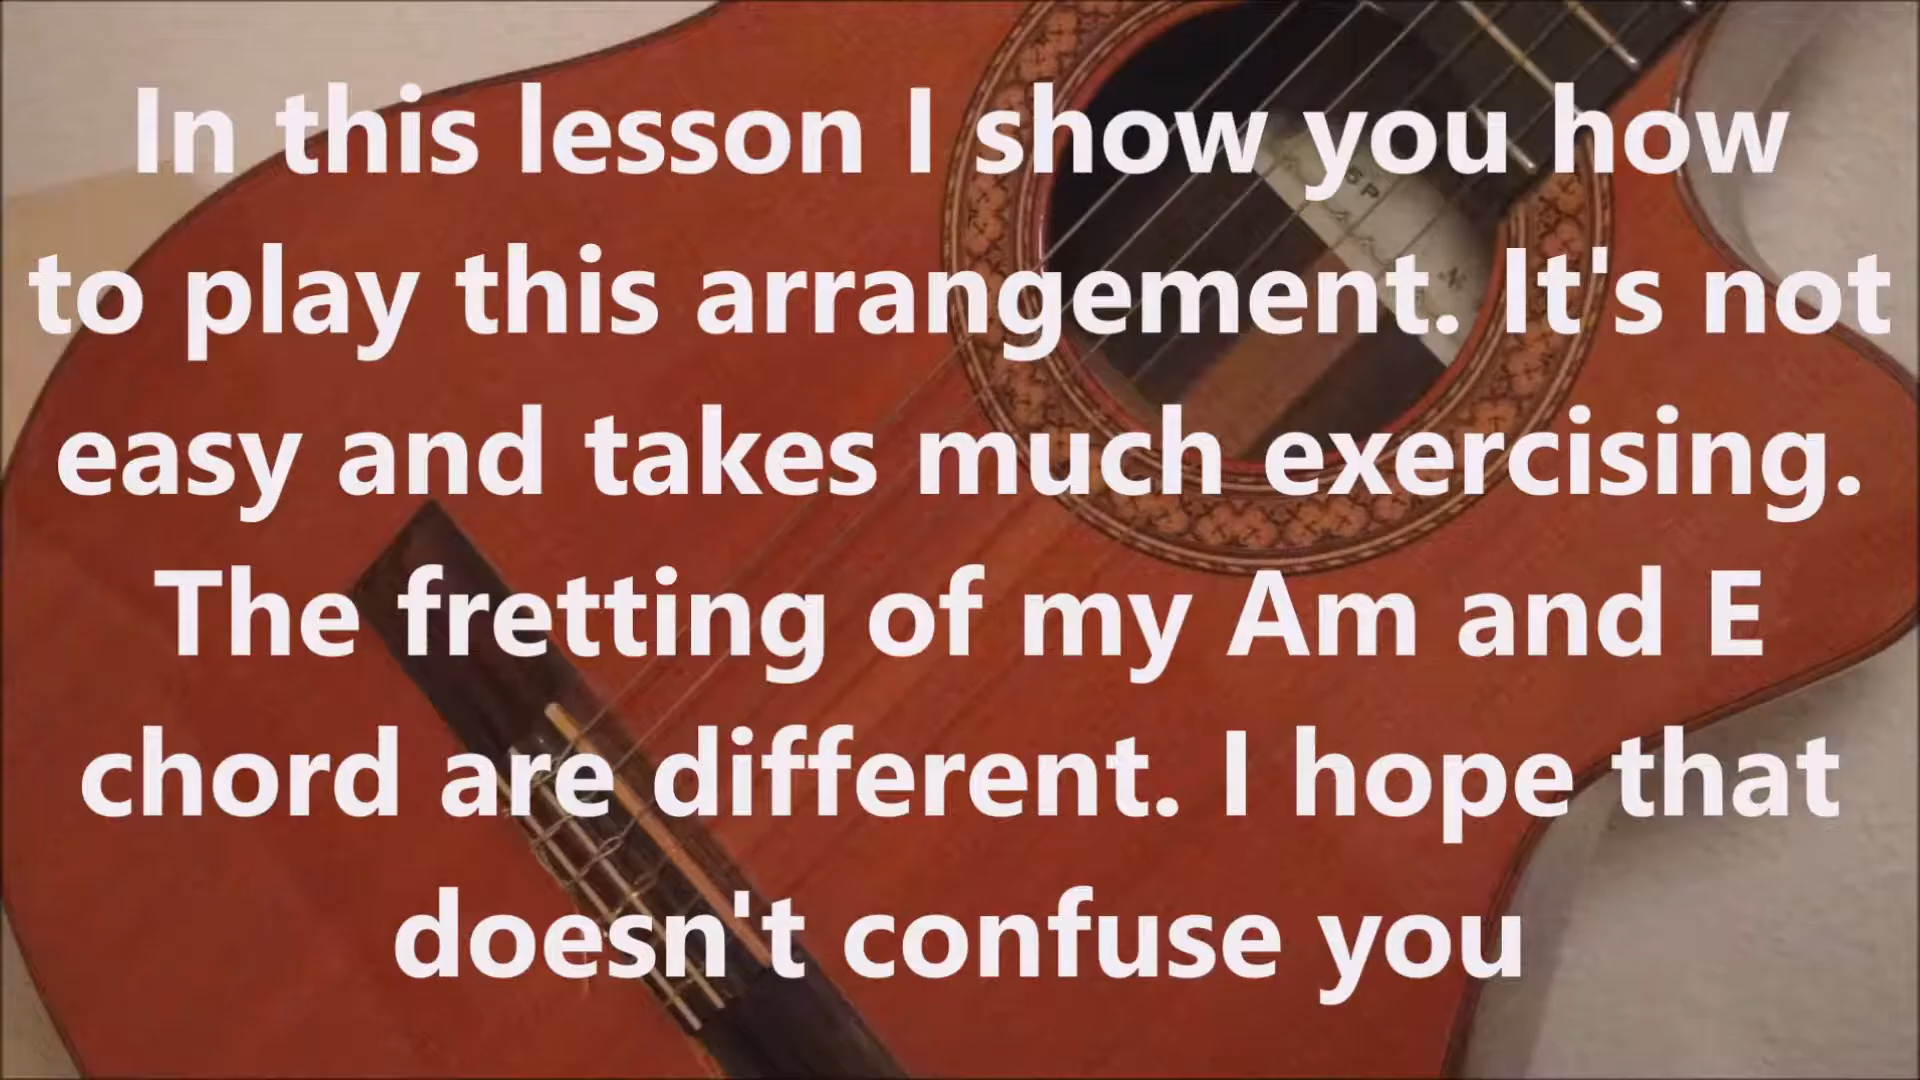 In this lesson I show you how
to play this arrangement. It's not
easy and takes much exercising.
The fretting of my Am and E
chord are different. I hope that
doesn't confuse you